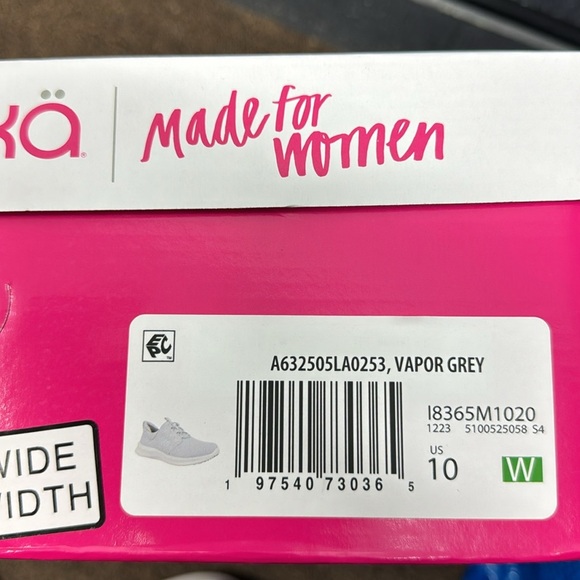 kä
Made for
women
EPC
A632505LA0253, VAPOR GREY
I8365M1020
1223 5100525058 S4
US
10
W
1 97540 73036 5
WIDE
WIDTH